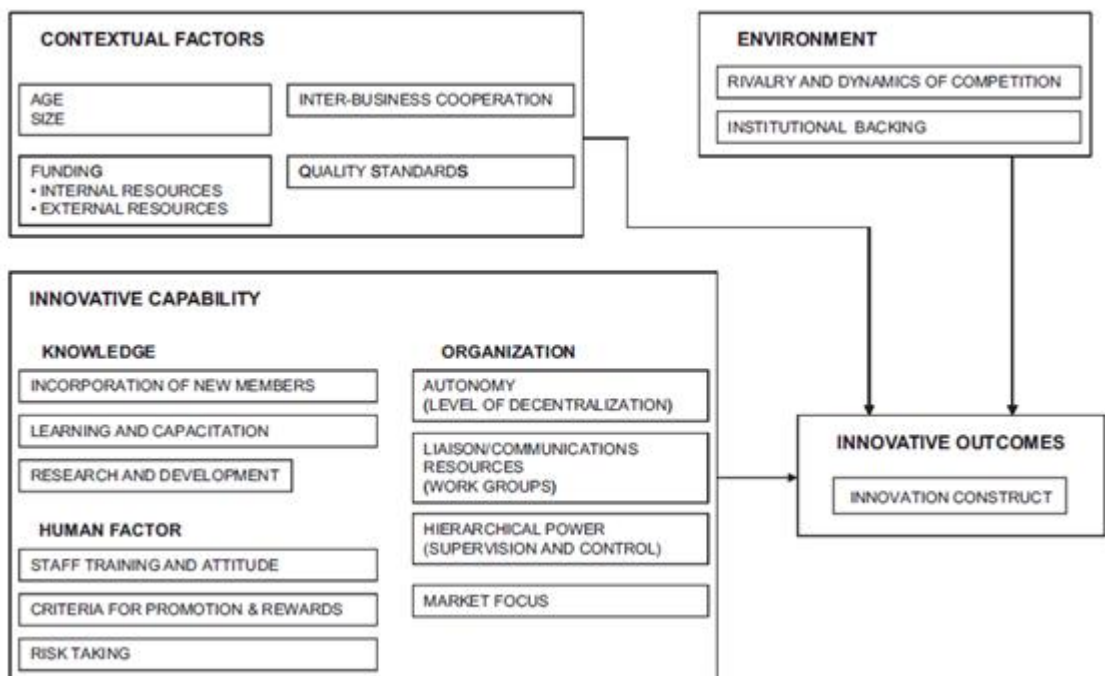 CONTEXTUAL FACTORS
AGE
SIZE
INTER-BUSINESS COOPERATION
FUNDING
• INTERNAL RESOURCES
• EXTERNAL RESOURCES
QUALITY STANDARDS
ENVIRONMENT
RIVALRY AND DYNAMICS OF COMPETITION
INSTITUTIONAL BACKING
INNOVATIVE CAPABILITY
KNOWLEDGE
INCORPORATION OF NEW MEMBERS
LEARNING AND CAPACITATION
RESEARCH AND DEVELOPMENT
HUMAN FACTOR
STAFF TRAINING AND ATTITUDE
CRITERIA FOR PROMOTION & REWARDS
RISK TAKING
ORGANIZATION
AUTONOMY
(LEVEL OF DECENTRALIZATION)
LIAISON/COMMUNICATIONS
RESOURCES
(WORK GROUPS)
HIERARCHICAL POWER
(SUPERVISION AND CONTROL)
MARKET FOCUS
INNOVATIVE OUTCOMES
INNOVATION CONSTRUCT